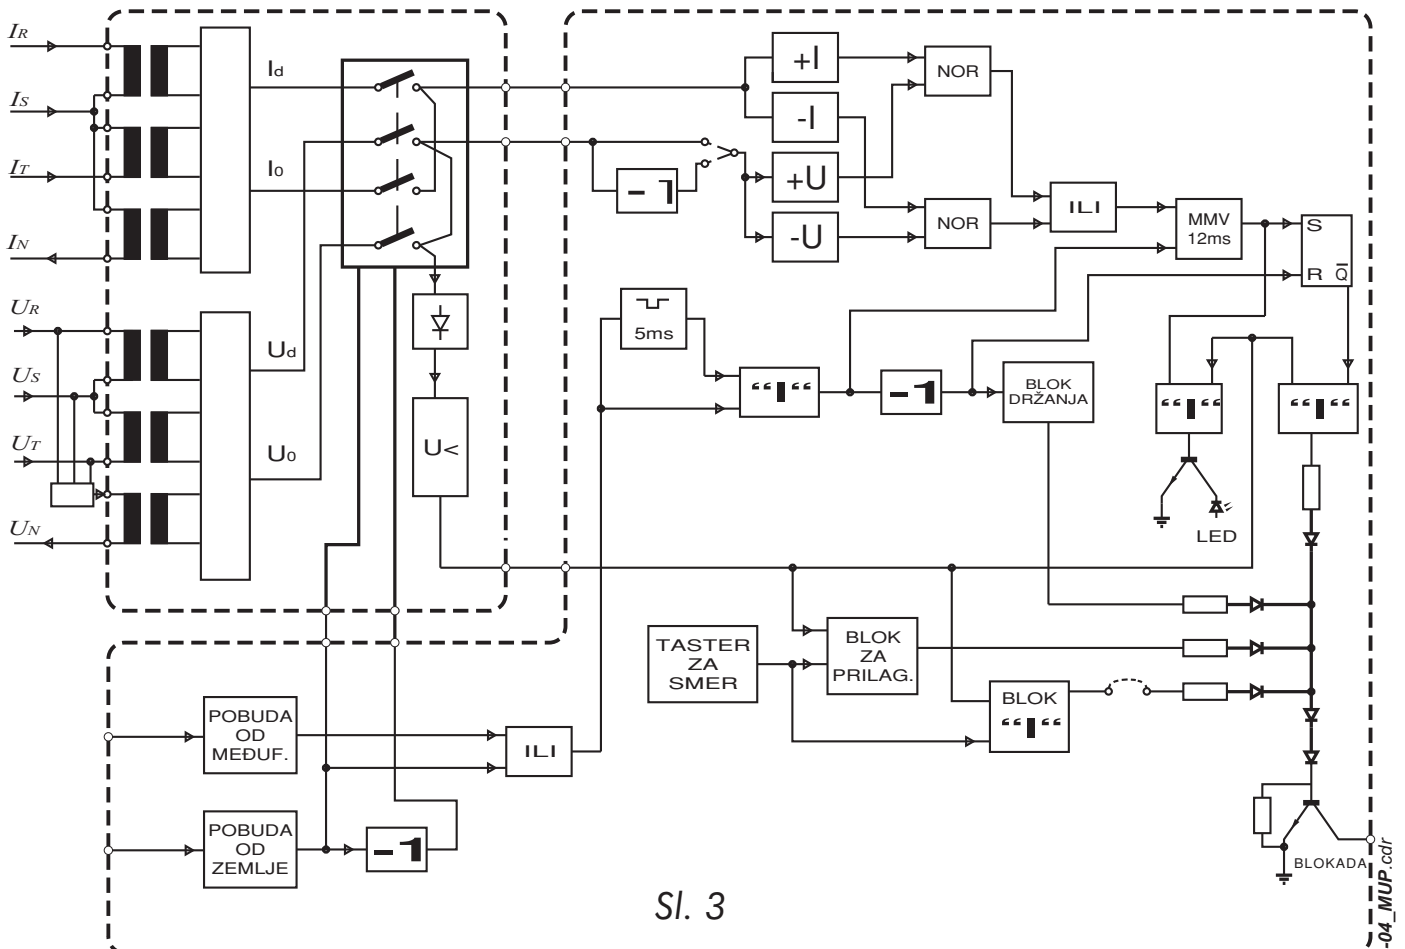 IR
IS
IT
IN
UR
US
UT
UN
Id
I0
Ud
U0
U<
+I
-I
+U
-U
-1
NOR
NOR
ILI
MMV
12ms
S
R Q̅
5ms
“I“
-1
BLOK
DRŽANJA
“I“
“I“
LED
TASTER
ZA
SMER
BLOK
ZA
PRILAG.
BLOK
“I“
POBUDA
OD
MEĐUF.
ILI
POBUDA
OD
ZEMLJE
-1
BLOKADA
Sl. 3
-04_MUP.cdr